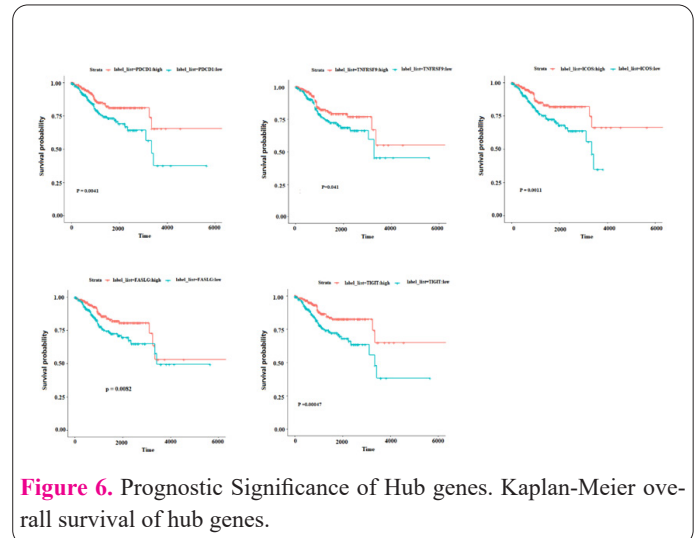 Strata label_list=PDCD1:high label_list=PDCD1:low
Strata label_list=TNFRSF9:high label_list=TNFRSF9:low
Strata label_list=ICOS:high label_list=ICOS:low
Survival probability
1.00
0.75
0.50
0.25
0.00
P = 0.0041
0 2000 4000 6000
Time
Survival probability
1.00
0.75
0.50
0.25
0.00
P=0.041
0 2000 4000 6000
Time
Survival probability
1.00
0.75
0.50
0.25
0.00
P = 0.0011
0 2000 4000 6000
Time
Strata label_list=FASLG:high label_list=FASLG:low
Strata label_list=TIGIT:high label_list=TIGIT:low
Survival probability
1.00
0.75
0.50
0.25
0.00
p = 0.0082
0 2000 4000 6000
Time
Survival probability
1.00
0.75
0.50
0.25
0.00
P =0.00047
0 2000 4000 6000
Time
Figure 6. Prognostic Significance of Hub genes. Kaplan-Meier ove-
rall survival of hub genes.